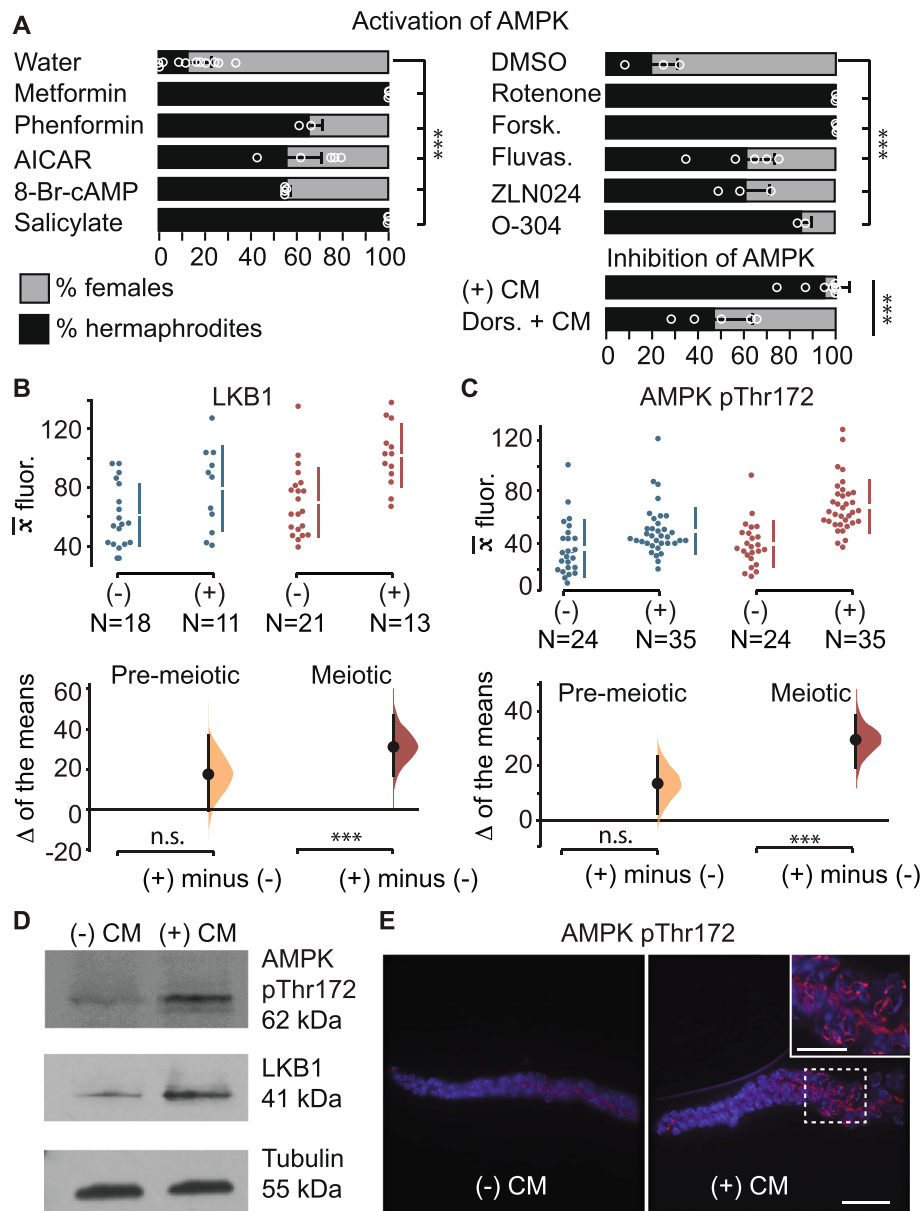 A
Activation of AMPK
Water
Metformin
Phenformin
AICAR
8-Br-cAMP
Salicylate
***
0 20 40 60 80 100
% females
% hermaphrodites
DMSO
Rotenone
Forsk.
Fluvas.
ZLN024
O-304
***
Inhibition of AMPK
(+) CM
Dors. + CM
***
0 20 40 60 80 100
B
LKB1
x̄ fluor.
120
80
40
(-) (+) (-) (+)
N=18 N=11 N=21 N=13
Δ of the means
60
40
20
0
-20
Pre-meiotic Meiotic
n.s. ***
(+) minus (-) (+) minus (-)
C
AMPK pThr172
x̄ fluor.
120
80
40
0
(-) (+) (-) (+)
N=24 N=35 N=24 N=35
Δ of the means
40
20
0
Pre-meiotic Meiotic
n.s. ***
(+) minus (-) (+) minus (-)
D
(-) CM (+) CM
AMPK
pThr172
62 kDa
LKB1
41 kDa
Tubulin
55 kDa
E
AMPK pThr172
(-) CM (+) CM